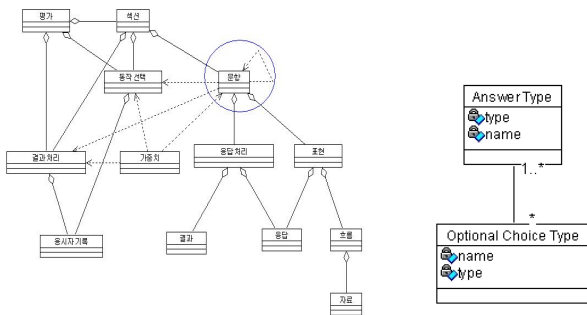 평가
섹션
동작 선택
문항
결과 처리
가중치
응답 처리
표현
응시자 기록
결과
응답
흐름
자료
Answer Type
type
name
1..*
*
Optional Choice Type
name
type